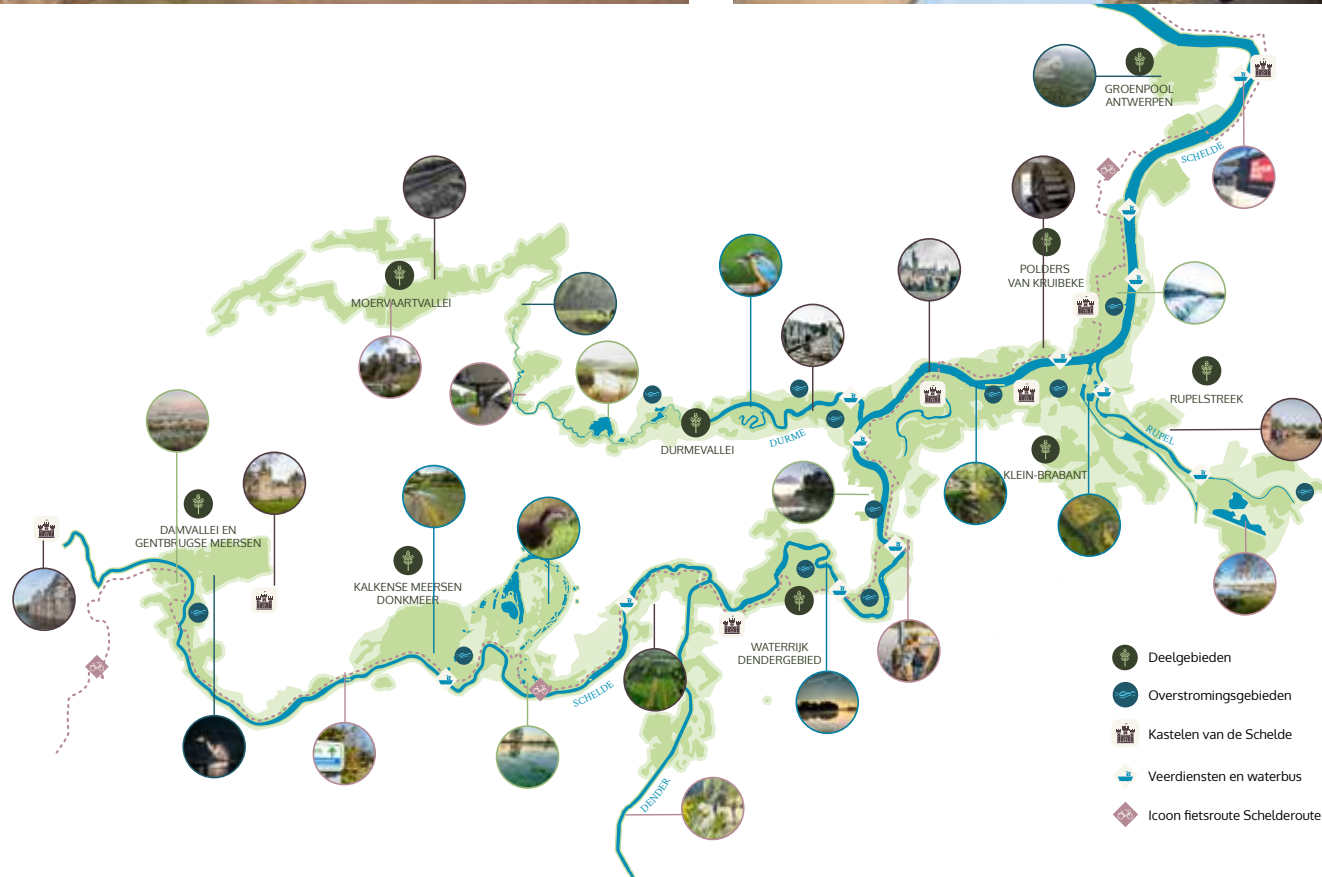 GROENPOOL
ANTWERPEN
SCHELDE
POLDERS
VAN KRUIBEKE
MOERVAARTVALLEI
RUPELSTREEK
RUPEL
DURMEVALLEI
DURME
KLEIN-BRABANT
DAMVALLEI EN
GENTBRUGSE MEERSEN
KALKENSE MEERSEN
DONKMEER
WATERRIJK
DENDERGEBIED
SCHELDE
DENDER
Deelgebieden
Overstromingsgebieden
Kastelen van de Schelde
Veerdiensten en waterbus
Icoon fietsroute Schelderoute